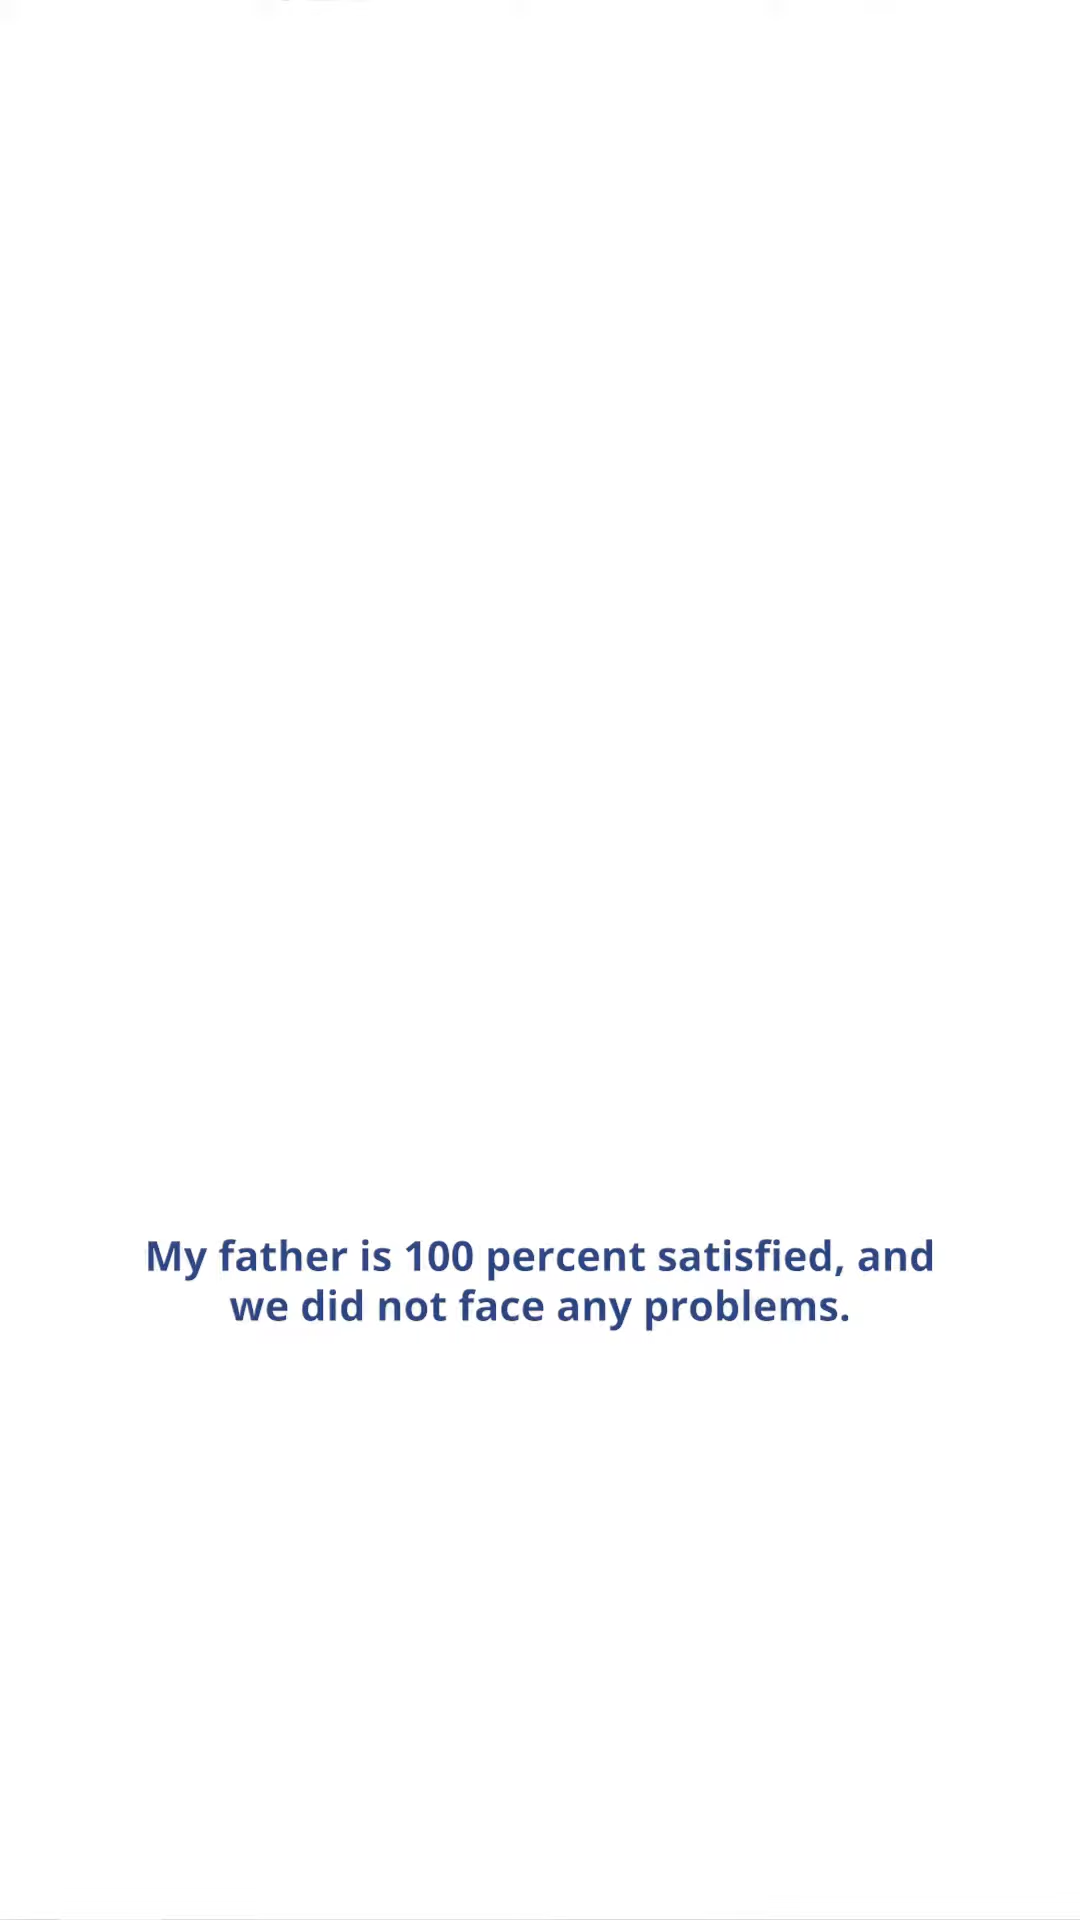 My father is 100 percent satisfied, and
we did not face any problems.